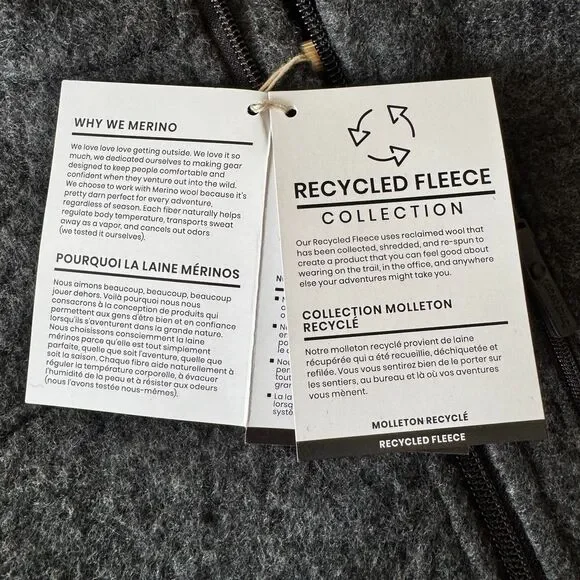 WHY WE MERINO
We love love love getting outside. We love it so
much, we dedicated ourselves to making gear
designed to keep people comfortable and
confident when they venture out into the wild.
We choose to work with Merino wool because it's
pretty darn perfect for every adventure,
regardless of season. Each fiber naturally helps
regulate body temperature, transports sweat
away as a vapor, and cancels out odors
(we tested it ourselves).
POURQUOI LA LAINE MÉRINOS
Nous aimons beaucoup, beaucoup, beaucoup
jouer dehors. Voilà pourquoi nous nous
consacrons à la conception de produits qui
permettent aux gens d'être bien et en confiance
lorsqu'ils s'aventurent dans la grande nature.
Nous choisissons consciemment la laine
mérinos parce qu'elle est tout simplement
parfaite, quelle que soit l'aventure, quelle que
soit la saison. Chaque fibre aide naturellement à
réguler la température corporelle, à évacuer
l'humidité de la peau et à résister aux odeurs
(nous l'avons testée nous-mêmes).
RECYCLED FLEECE
COLLECTION
Our Recycled Fleece uses reclaimed wool that
has been collected, shredded, and re-spun to
create a product that you can feel good about
wearing on the trail, in the office, and anywhere
else your adventures might take you.
COLLECTION MOLLETON
RECYCLÉ
Notre molleton recyclé provient de laine
récupérée qui a été recueillie, déchiquetée et
refilée. Vous vous sentirez bien de le porter sur
les sentiers, au bureau et là où vos aventures
vous mènent.
MOLLETON RECYCLÉ
RECYCLED FLEECE